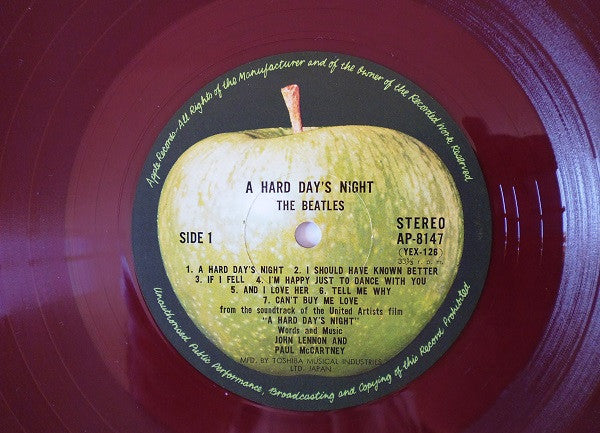 Apple Records-All Rights of the Manufacturer and of the Owner of the Recorded Work Reserved
A HARD DAY'S NIGHT
THE BEATLES
SIDE 1
STEREO
AP-8147
(YEX-126)
33⅓ r. p. m.
1. A HARD DAY'S NIGHT 2. I SHOULD HAVE KNOWN BETTER
3. IF I FELL 4. I'M HAPPY JUST TO DANCE WITH YOU
5. AND I LOVE HER 6. TELL ME WHY
7. CAN'T BUY ME LOVE
from the soundtrack of the United Artists film
"A HARD DAY'S NIGHT"
Words and Music
JOHN LENNON AND
PAUL McCARTNEY
MFD. BY TOSHIBA MUSICAL INDUSTRIES
LTD. JAPAN
Unauthorised Public Performance, Broadcasting and Copying of this Record Prohibited